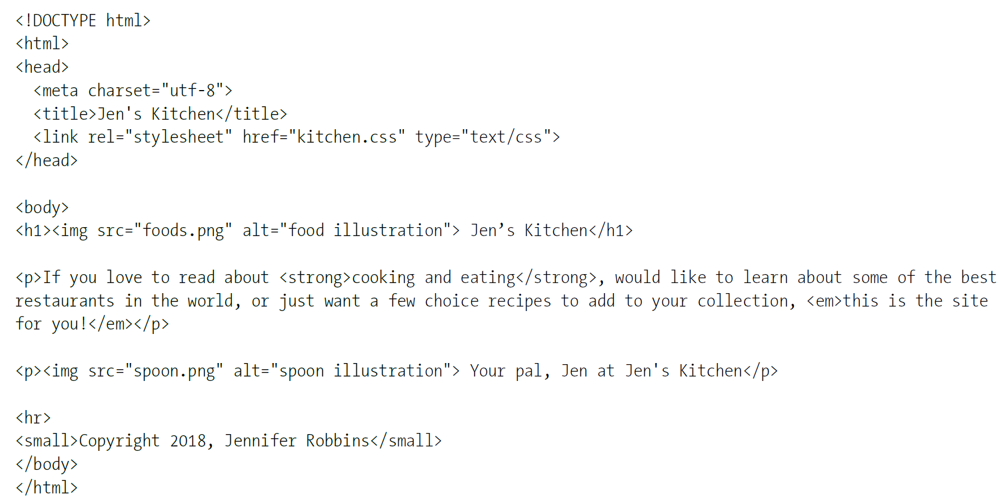 <!DOCTYPE html>
<html>
<head>
  <meta charset="utf-8">
  <title>Jen's Kitchen</title>
  <link rel="stylesheet" href="kitchen.css" type="text/css">
</head>
<body>
<h1><img src="foods.png" alt="food illustration"> Jen’s Kitchen</h1>
<p>If you love to read about <strong>cooking and eating</strong>, would like to learn about some of the best
restaurants in the world, or just want a few choice recipes to add to your collection, <em>this is the site
for you!</em></p>
<p><img src="spoon.png" alt="spoon illustration"> Your pal, Jen at Jen's Kitchen</p>
<hr>
<small>Copyright 2018, Jennifer Robbins</small>
</body>
</html>